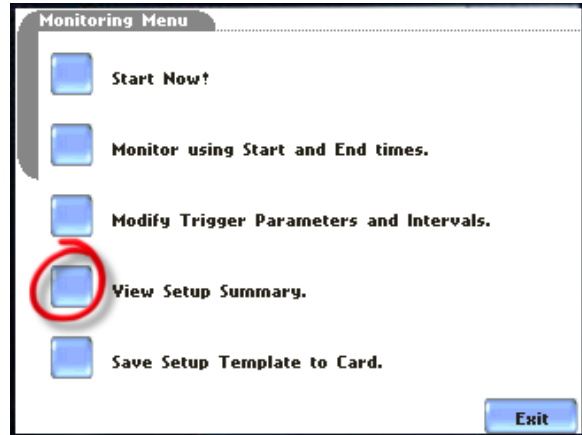 Monitoring Menu
Start Now!
Monitor using Start and End times.
Modify Trigger Parameters and Intervals.
View Setup Summary.
Save Setup Template to Card.
Exit